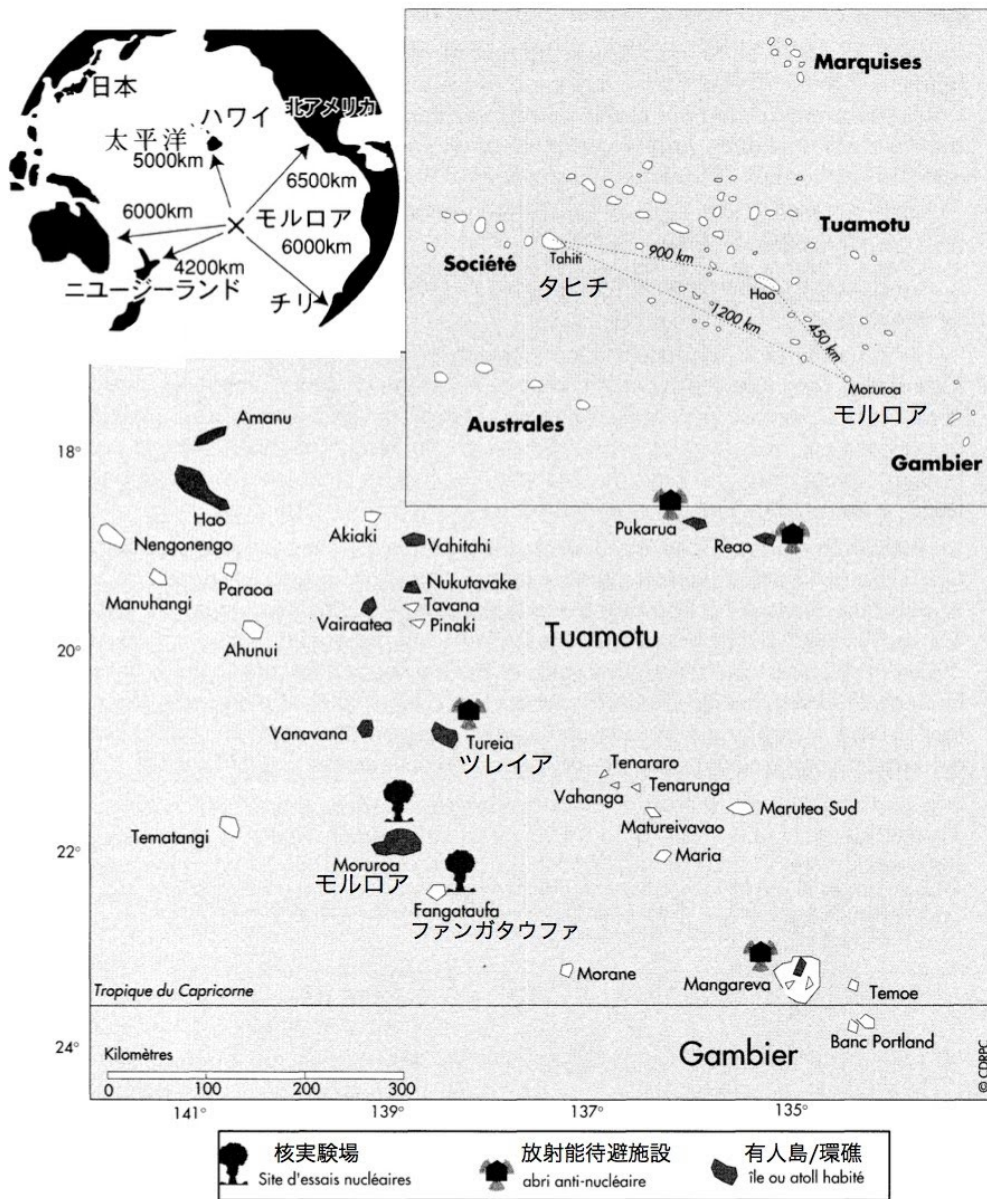 日本
ハワイ
北アメリカ
太平洋
5000km
6500km
6000km
モルロア
6000km
4200km
ニュージーランド
チリ
Marquises
Tuamotu
900 km
Société
Tahiti
タヒチ
Hao
1200 km
450 km
Moruroa
モルロア
Australes
Gambier
Amanu
18°
Hao
Nengonengo
Akiaki
Vahitahi
Pukarua
Reao
Manuhangi
Paraoa
Nukutavake
Tavana
Vairaatea
Pinaki
Ahunui
20°
Tuamotu
Vanavana
Tureia
ツレイア
Tenararo
Vahanga
Tenarunga
Marutea Sud
Matureivavao
Tematangi
22°
Maria
Moruroa
モルロア
Fangataufa
ファンガタウファ
Morane
Mangareva
Tropique du Capricorne
Temoe
Banc Portland
24°
Kilomètres
Gambier
© CDRPC
0
100
200
300
141°
139°
137°
135°
核実験場
Site d'essais nucléaires
放射能待避施設
abri anti-nucléaire
有人島/環礁
île ou atoll habité